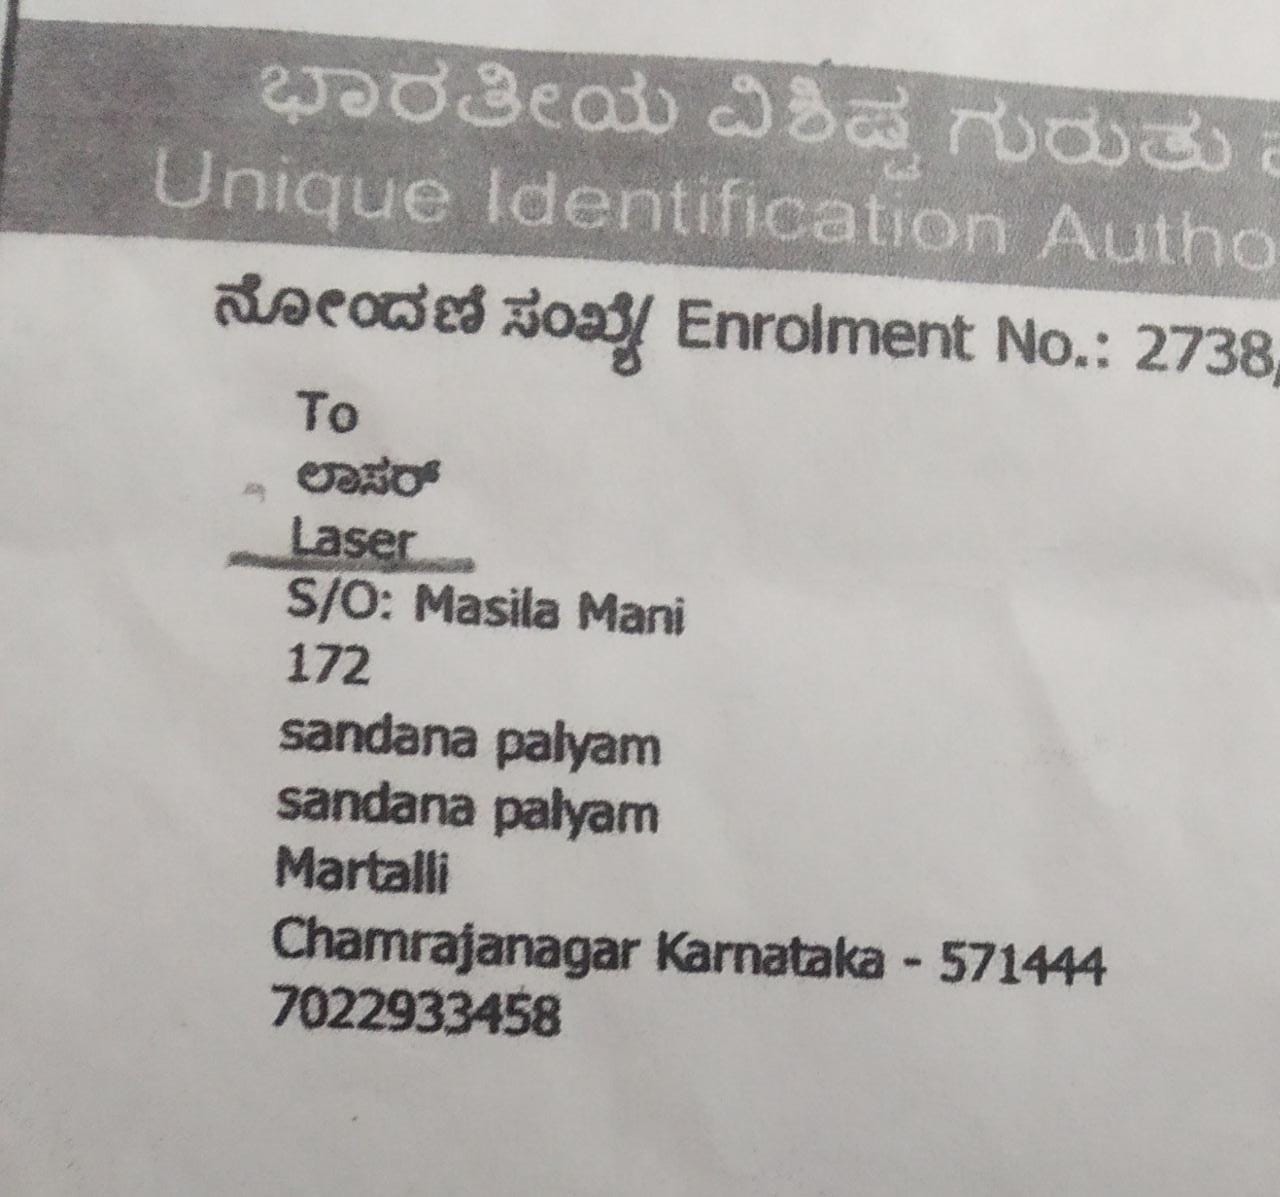 ಭಾರತೀಯ ವಿಶಿಷ್ಟ ಗುರುತು
Unique Identification Autho
ನೋಂದಣಿ ಸಂಖ್ಯೆ/ Enrolment No.: 2738/
To
ಲಾಸರ್
Laser
S/O: Masila Mani
172
sandana palyam
sandana palyam
Martalli
Chamrajanagar Karnataka - 571444
7022933458